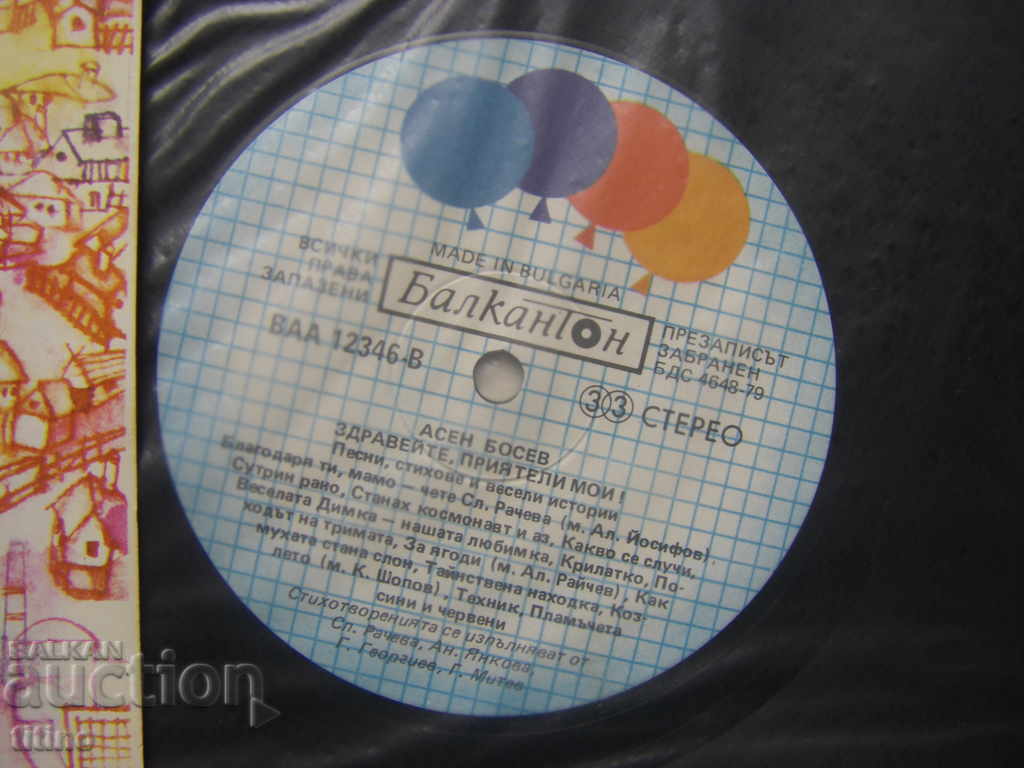 MADE IN BULGARIA
ВСИЧКИ
ПРАВА
ЗАПАЗЕНИ
БалканТон
ПРЕЗАПИСЪТ
ЗАБРАНЕН
БДС 4648-79
ВАА 12346-В
33 СТЕРЕО
АСЕН БОСЕВ
ЗДРАВЕЙТЕ, ПРИЯТЕЛИ МОИ!
Песни, стихове и весели истории
Благодаря ти, мамо – чете Сл. Рачева (м. Ал. Йосифов),
Сутрин рано, Станах космонавт и аз, Какво се случи,
Веселата Димка – нашата любимка, Крилатко, По-
ходът на тримата, За ягоди (м. Ал. Райчев), Как
мухата стана слон, Тайнствена находка, Коз-
лето (м. К. Шопов), Техник, Пламъчета
сини и червени
Стихотворенията се изпълняват от
Сл. Рачева, Ан. Янкова,
Г. Георгиев, Г. Митев
BALKAN
auction
titino